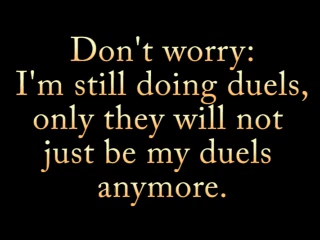 Don't worry:
I'm still doing duels,
only they will not
just be my duels
anymore.